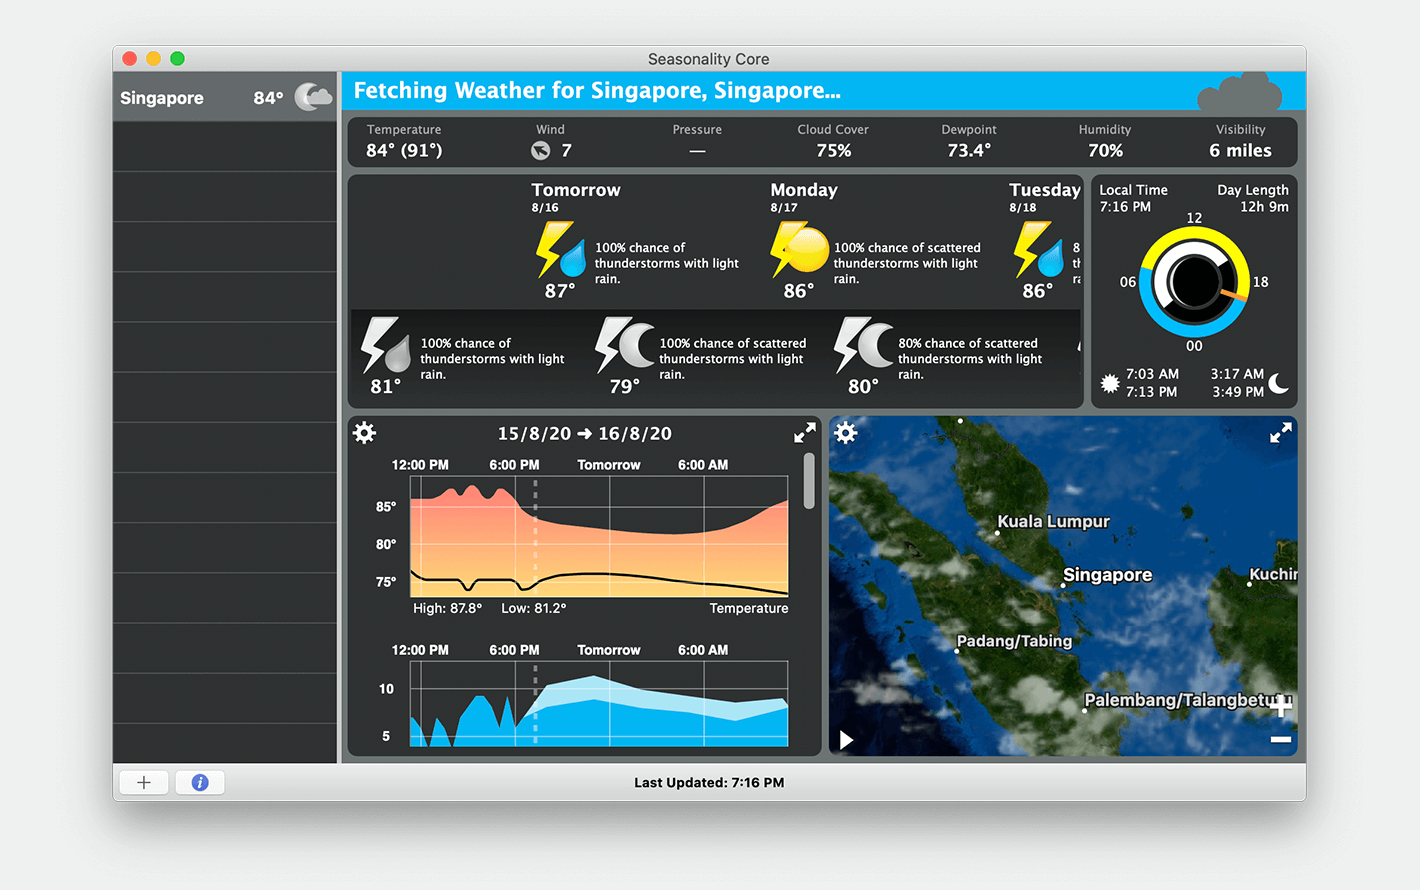 Seasonality Core
Singapore 84°
Fetching Weather for Singapore, Singapore...
Temperature Wind Pressure Cloud Cover Dewpoint Humidity Visibility
84° (91°) 7 — 75% 73.4° 70% 6 miles
Tomorrow
8/16
100% chance of
thunderstorms with light
rain.
87°
Monday
8/17
100% chance of scattered
thunderstorms with light
rain.
86°
Tuesday
8/18
86°
100% chance of
thunderstorms with light
rain.
81°
100% chance of scattered
thunderstorms with light
rain.
79°
80% chance of scattered
thunderstorms with light
rain.
80°
Local Time Day Length
7:16 PM 12h 9m
12
06 18
00
7:03 AM 3:17 AM
7:13 PM 3:49 PM
15/8/20 → 16/8/20
12:00 PM 6:00 PM Tomorrow 6:00 AM
85°
80°
75°
High: 87.8° Low: 81.2° Temperature
12:00 PM 6:00 PM Tomorrow 6:00 AM
10
5
Kuala Lumpur
Singapore
Kuchin
Padang/Tabing
Palembang/Talangbetutu
+
−
+ i
Last Updated: 7:16 PM